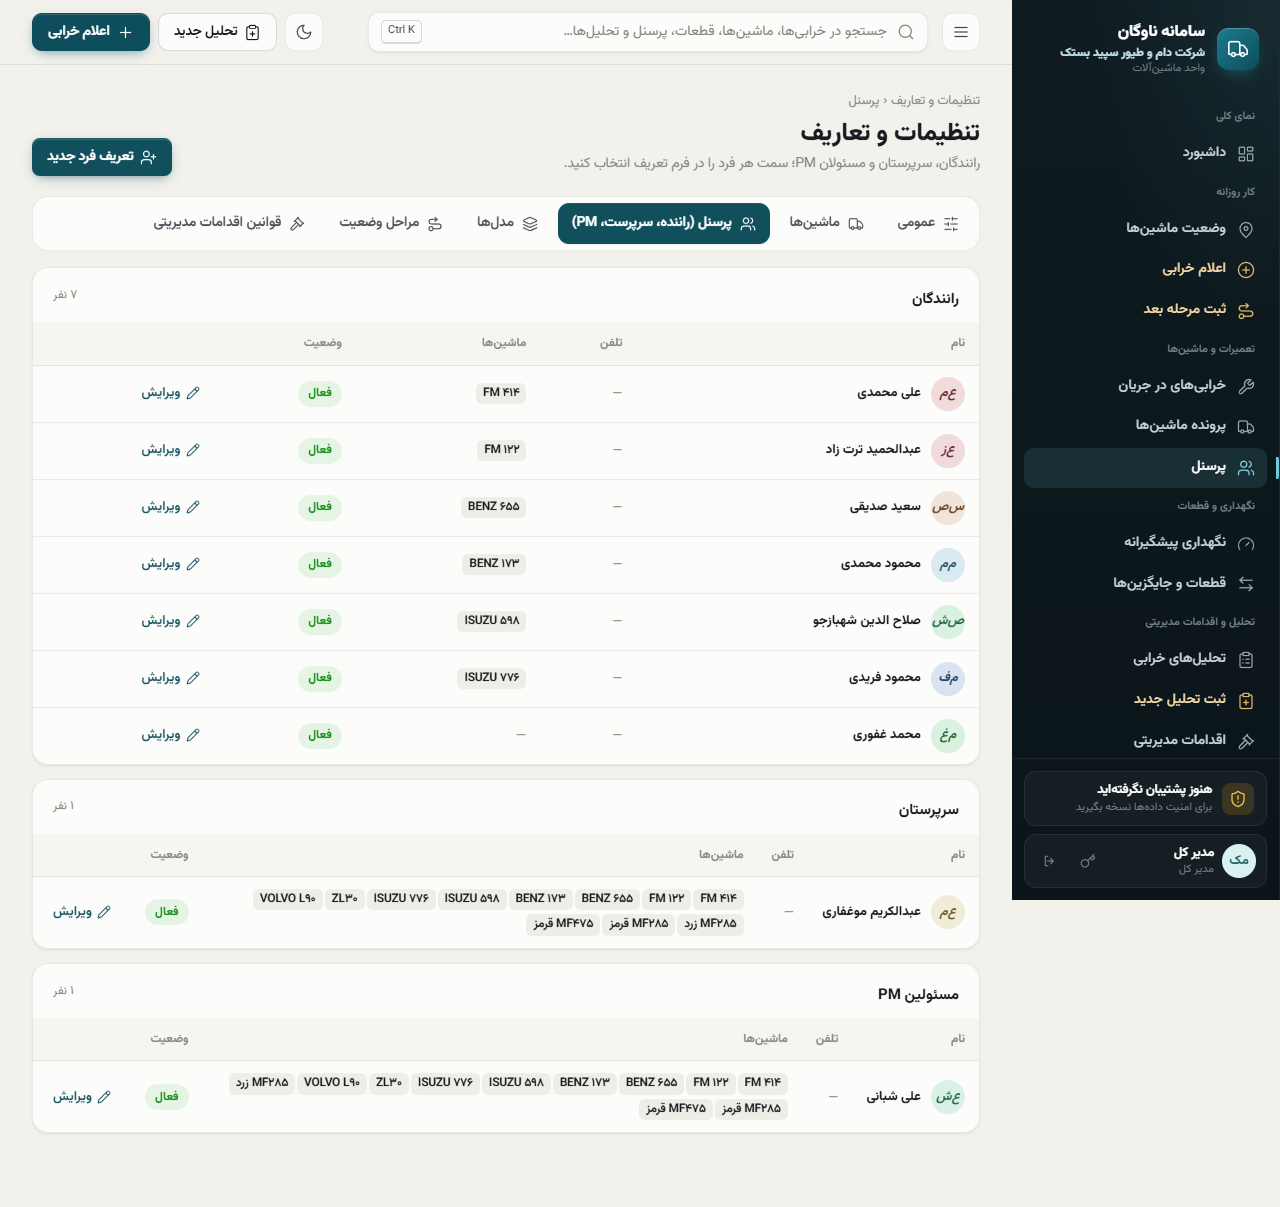 سامانه ناوگان
شرکت دام و طیور سپید بستک
واحد ماشین‌آلات
نمای کلی
داشبورد
کار روزانه
وضعیت ماشین‌ها
اعلام خرابی
ثبت مرحله بعد
تعمیرات و ماشین‌ها
خرابی‌های در جریان
پرونده ماشین‌ها
پرسنل
نگهداری و قطعات
نگهداری پیشگیرانه
قطعات و جایگزین‌ها
تحلیل و اقدامات مدیریتی
تحلیل‌های خرابی
ثبت تحلیل جدید
اقدامات مدیریتی
هنوز پشتیبان نگرفته‌اید
برای امنیت داده‌ها نسخه بگیرید
مک
مدیر کل
مدیر کل
جستجو در خرابی‌ها، ماشین‌ها، قطعات، پرسنل و تحلیل‌ها...
Ctrl K
تحلیل جدید
اعلام خرابی
تنظیمات و تعاریف › پرسنل
تنظیمات و تعاریف
رانندگان، سرپرستان و مسئولان PM؛ سمت هر فرد را در فرم تعریف انتخاب کنید.
تعریف فرد جدید
عمومی
ماشین‌ها
پرسنل (راننده، سرپرست، PM)
مدل‌ها
مراحل وضعیت
قوانین اقدامات مدیریتی
رانندگان
۷ نفر
نام تلفن ماشین‌ها وضعیت
ع‌م علی محمدی — FM ۴۱۴ فعال ویرایش
ع‌ز عبدالحمید ترت زاد — FM ۱۲۲ فعال ویرایش
س‌ص سعید صدیقی — BENZ ۶۵۵ فعال ویرایش
م‌م محمود محمدی — BENZ ۱۷۳ فعال ویرایش
ص‌ش صلاح الدین شهبازجو — ISUZU ۵۹۸ فعال ویرایش
م‌ف محمود فریدی — ISUZU ۷۷۶ فعال ویرایش
م‌غ محمد غفوری — — فعال ویرایش
سرپرستان
۱ نفر
نام تلفن ماشین‌ها وضعیت
ع‌م عبدالکریم موغفاری — FM ۴۱۴ FM ۱۲۲ BENZ ۶۵۵ BENZ ۱۷۳ ISUZU ۵۹۸ ISUZU ۷۷۶ ZL۳۰ VOLVO L۹۰ فعال ویرایش
MF۲۸۵ زرد MF۲۸۵ قرمز MF۴۷۵ قرمز
مسئولین PM
۱ نفر
نام تلفن ماشین‌ها وضعیت
ع‌ش علی شبانی — FM ۴۱۴ FM ۱۲۲ BENZ ۶۵۵ BENZ ۱۷۳ ISUZU ۵۹۸ ISUZU ۷۷۶ ZL۳۰ VOLVO L۹۰ MF۲۸۵ زرد فعال ویرایش
MF۲۸۵ قرمز MF۴۷۵ قرمز